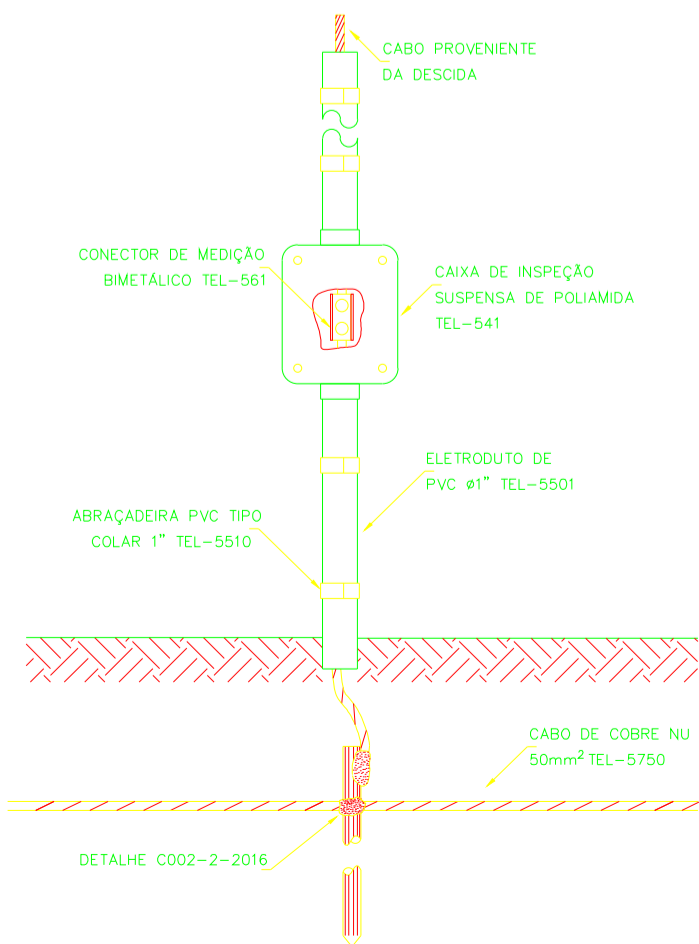 CABO PROVENIENTE
DA DESCIDA
CONECTOR DE MEDIÇÃO
BIMETÁLICO TEL-561
CAIXA DE INSPEÇÃO
SUSPENSA DE POLIAMIDA
TEL-541
ELETRODUTO DE
PVC ø1" TEL-5501
ABRAÇADEIRA PVC TIPO
COLAR 1" TEL-5510
CABO DE COBRE NU
50mm² TEL-5750
DETALHE C002-2-2016